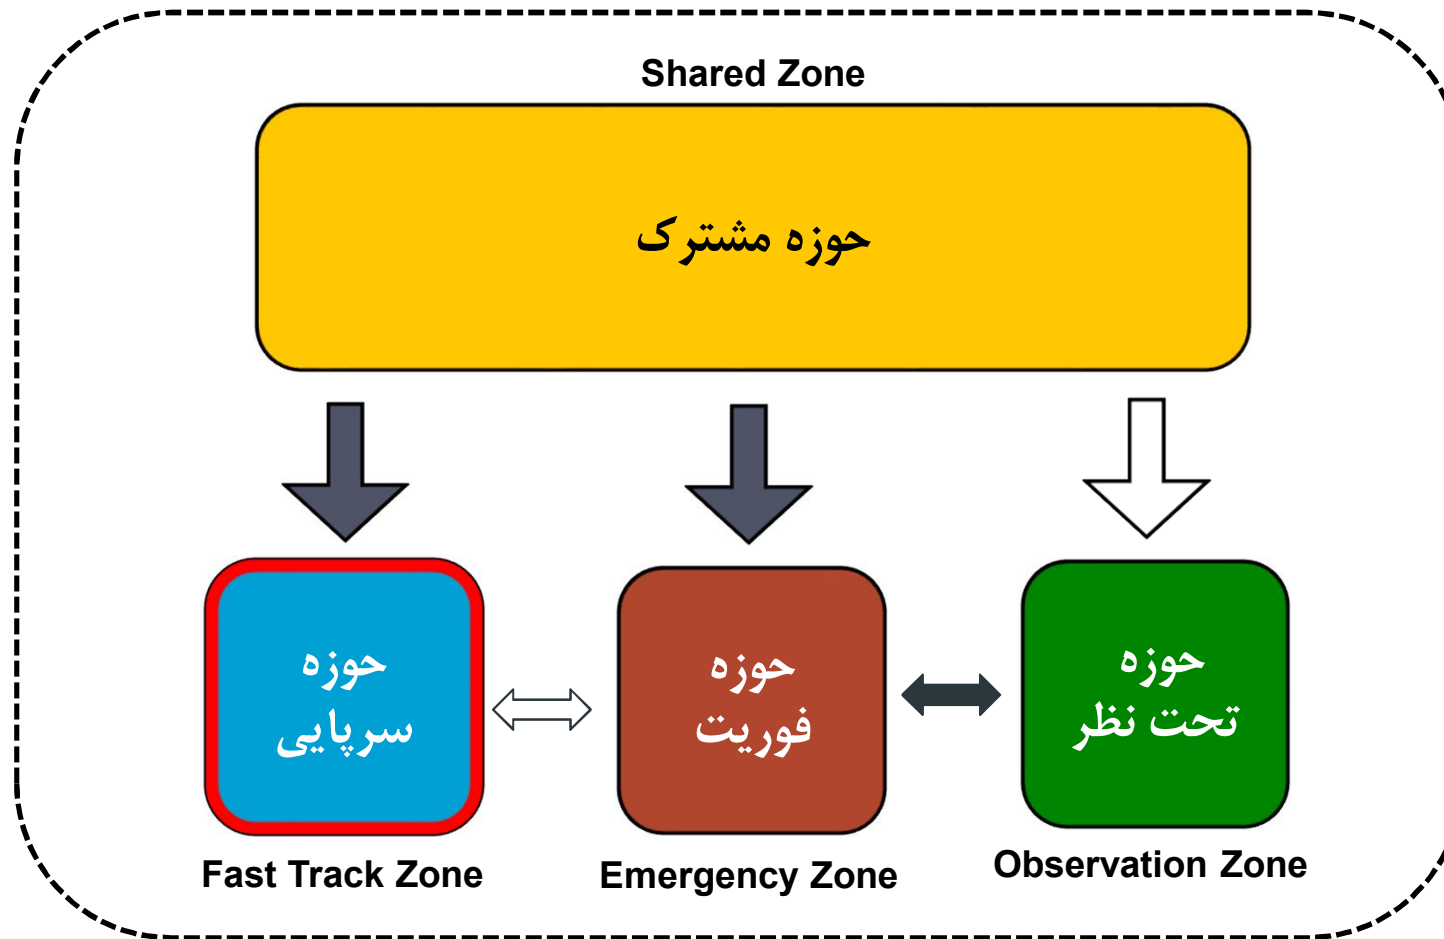 Shared Zone
حوزه مشترک
حوزه
سرپایی
حوزه
فوریت
حوزه
تحت نظر
Fast Track Zone
Emergency Zone
Observation Zone